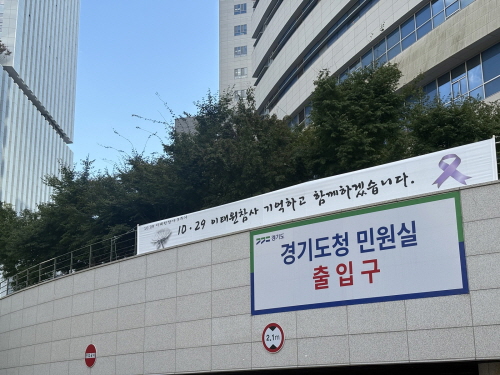 10·29 이태원참사 기억하고 함께하겠습니다.
경기도
경기도청 민원실
출입구
2.1m